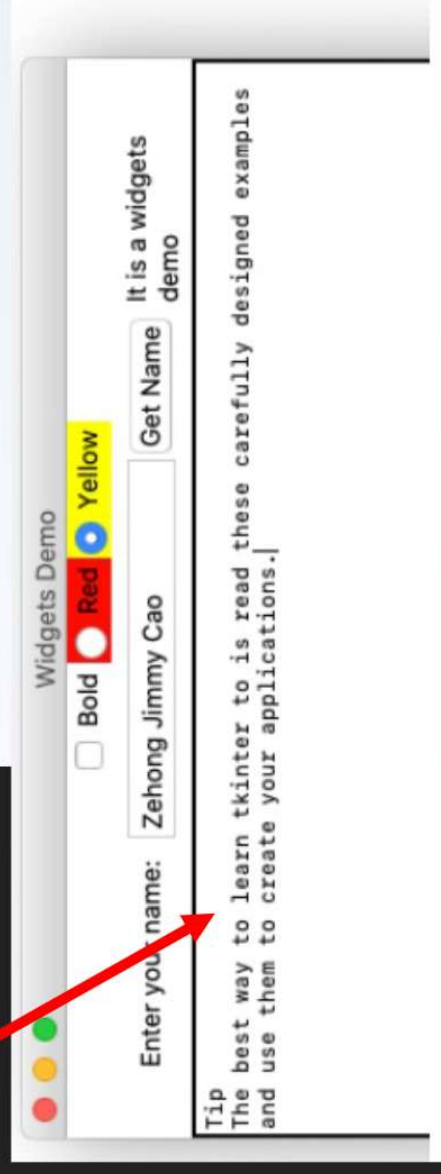 Widgets Demo
Bold Red Yellow
Enter your name: Zehong Jimmy Cao Get Name It is a widgets
demo
Tip
The best way to learn tkinter to is read these carefully designed examples
and use them to create your applications.